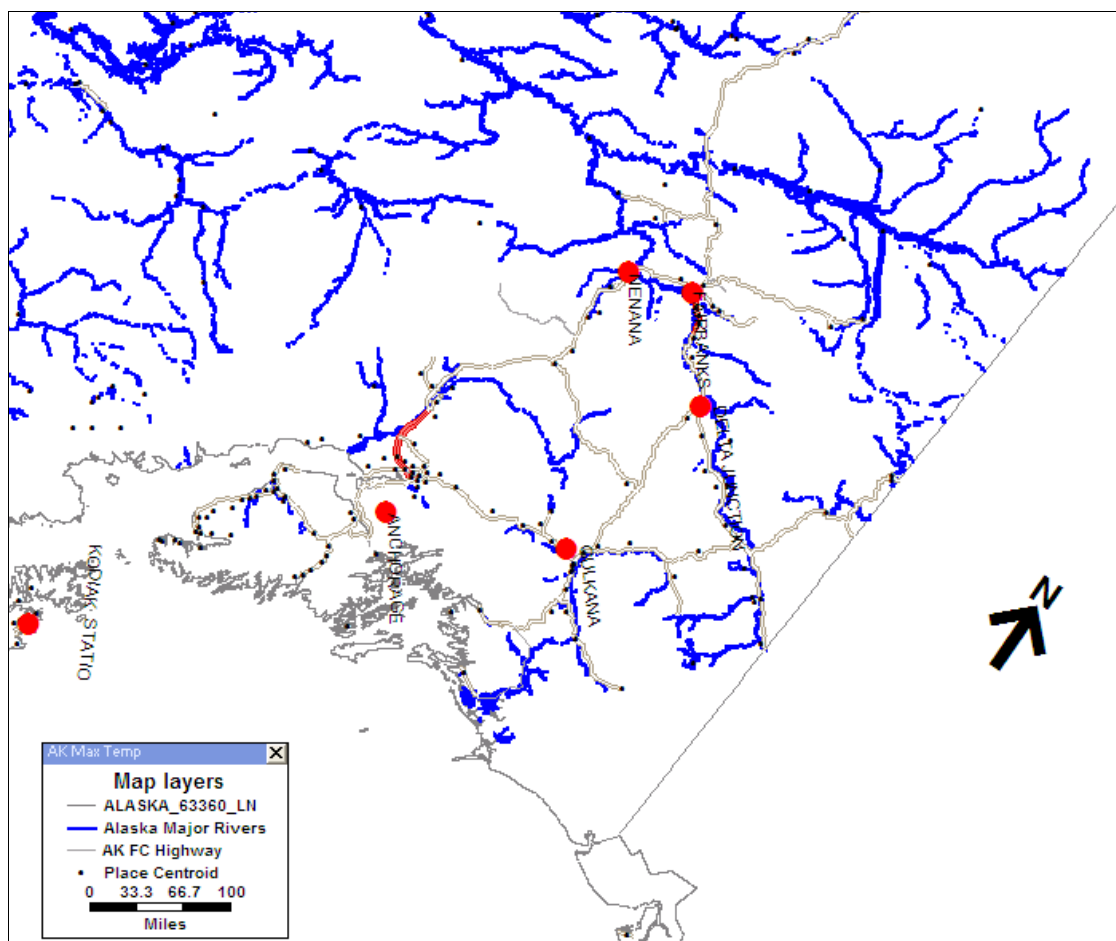 NENANA
FAIRBANKS
DELTA JUNCTION
ANCHORAGE
GULKANA
KODIAK STATIO
N
AK Max Temp
Map layers
ALASKA_63360_LN
Alaska Major Rivers
AK FC Highway
Place Centroid
0 33.3 66.7 100
Miles